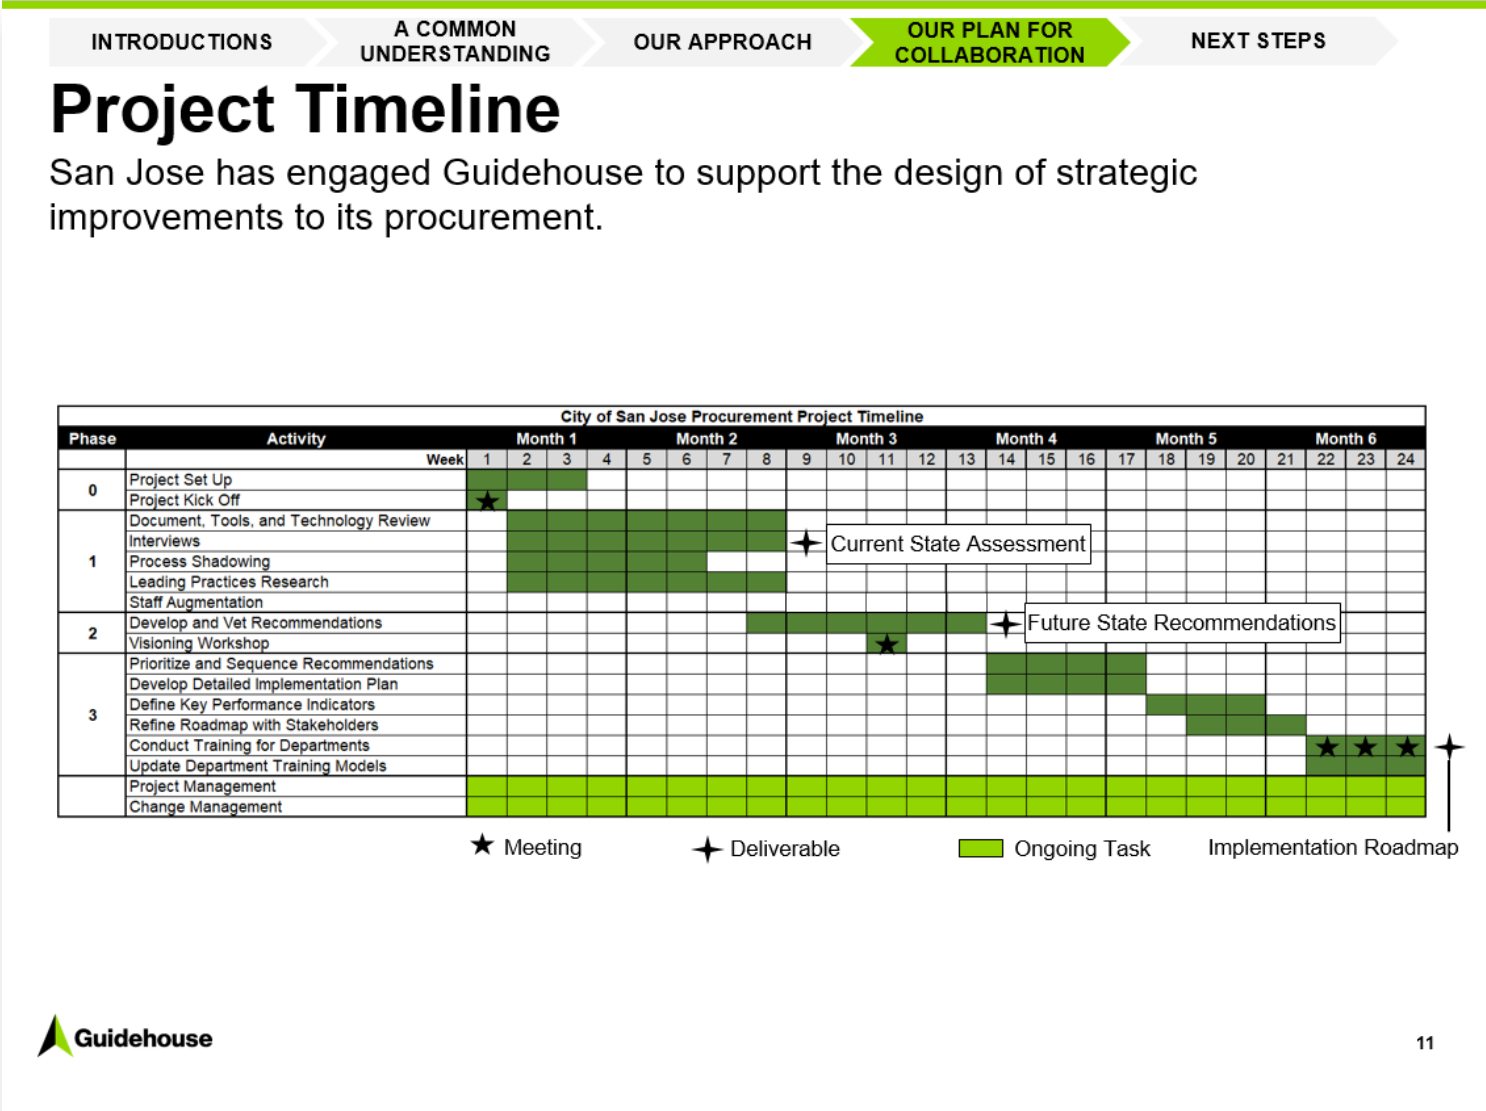 INTRODUCTIONS
A COMMON
UNDERSTANDING
OUR APPROACH
OUR PLAN FOR
COLLABORATION
NEXT STEPS
Project Timeline
San Jose has engaged Guidehouse to support the design of strategic
improvements to its procurement.
City of San Jose Procurement Project Timeline
Phase Activity Month 1 Month 2 Month 3 Month 4 Month 5 Month 6
Week 1 2 3 4 5 6 7 8 9 10 11 12 13 14 15 16 17 18 19 20 21 22 23 24
0
Project Set Up
Project Kick Off
1
Document, Tools, and Technology Review
Interviews
Current State Assessment
Process Shadowing
Leading Practices Research
Staff Augmentation
2
Develop and Vet Recommendations
Future State Recommendations
Visioning Workshop
3
Prioritize and Sequence Recommendations
Develop Detailed Implementation Plan
Define Key Performance Indicators
Refine Roadmap with Stakeholders
Conduct Training for Departments
Update Department Training Models
Project Management
Change Management
Meeting Deliverable Ongoing Task Implementation Roadmap
Guidehouse
11